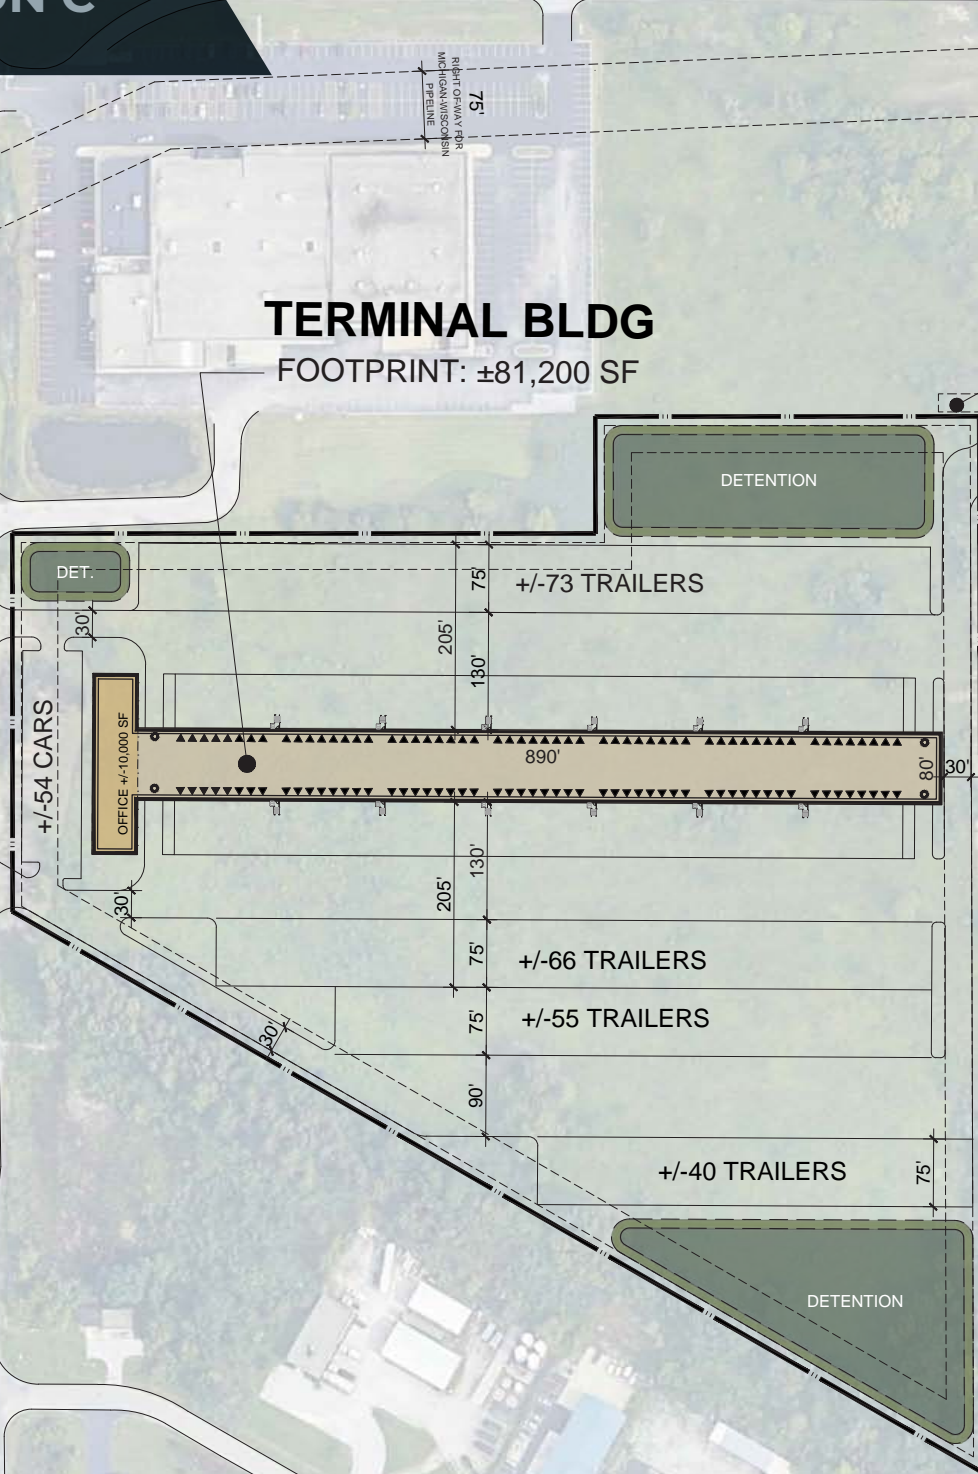 ON C
RIGHT OF-WAY FOR
MICHIGAN-WISCONSIN
PIPELINE
75'
TERMINAL BLDG
FOOTPRINT: ±81,200 SF
DETENTION
DET.
75'
+/-73 TRAILERS
30'
205'
130'
+/-54 CARS
OFFICE +/-10,000 SF
890'
80'
30'
130'
205'
30'
75'
+/-66 TRAILERS
75'
+/-55 TRAILERS
30'
90'
+/-40 TRAILERS
75'
DETENTION